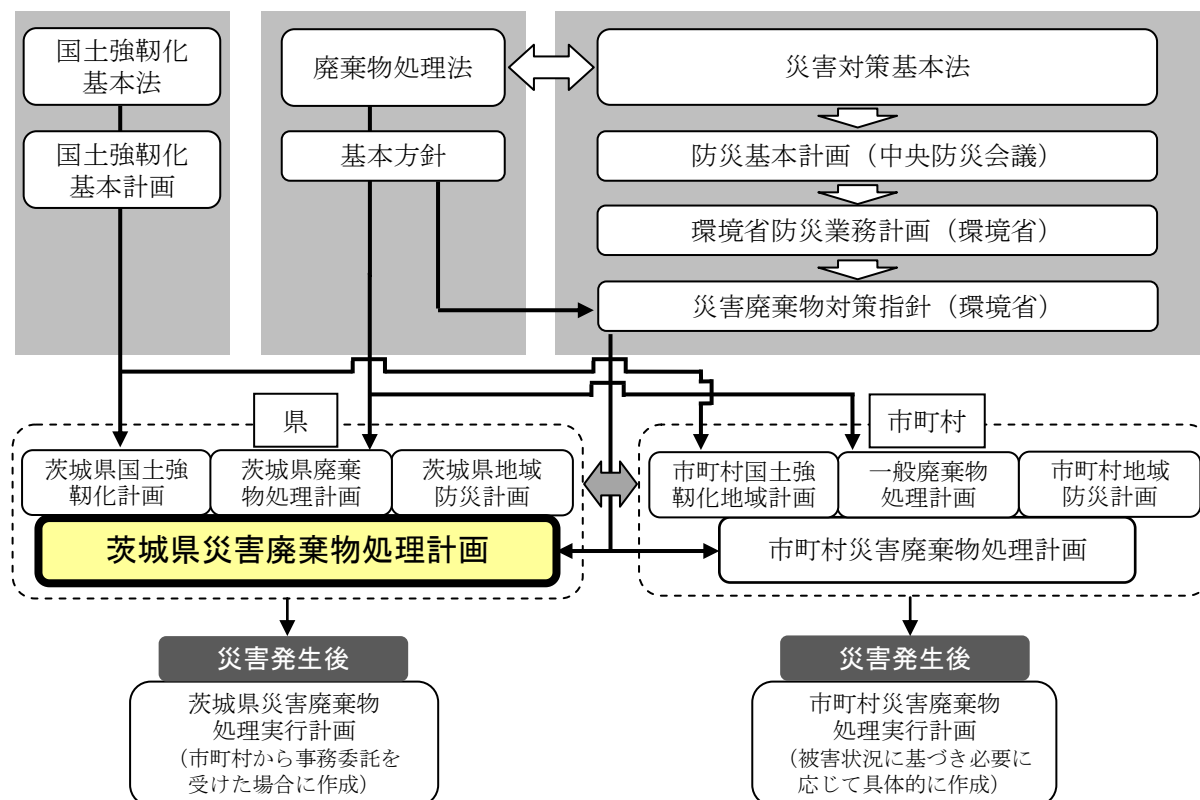 国土強靭化
基本法
廃棄物処理法
災害対策基本法
国土強靭化
基本計画
基本方針
防災基本計画（中央防災会議）
環境省防災業務計画（環境省）
災害廃棄物対策指針（環境省）
県
市町村
茨城県国土強
靭化計画
茨城県廃棄
物処理計画
茨城県地域
防災計画
市町村国土強
靭化地域計画
一般廃棄物
処理計画
市町村地域
防災計画
茨城県災害廃棄物処理計画
市町村災害廃棄物処理計画
災害発生後
茨城県災害廃棄物
処理実行計画
（市町村から事務委託を
受けた場合に作成）
災害発生後
市町村災害廃棄物
処理実行計画
（被害状況に基づき必要に
応じて具体的に作成）